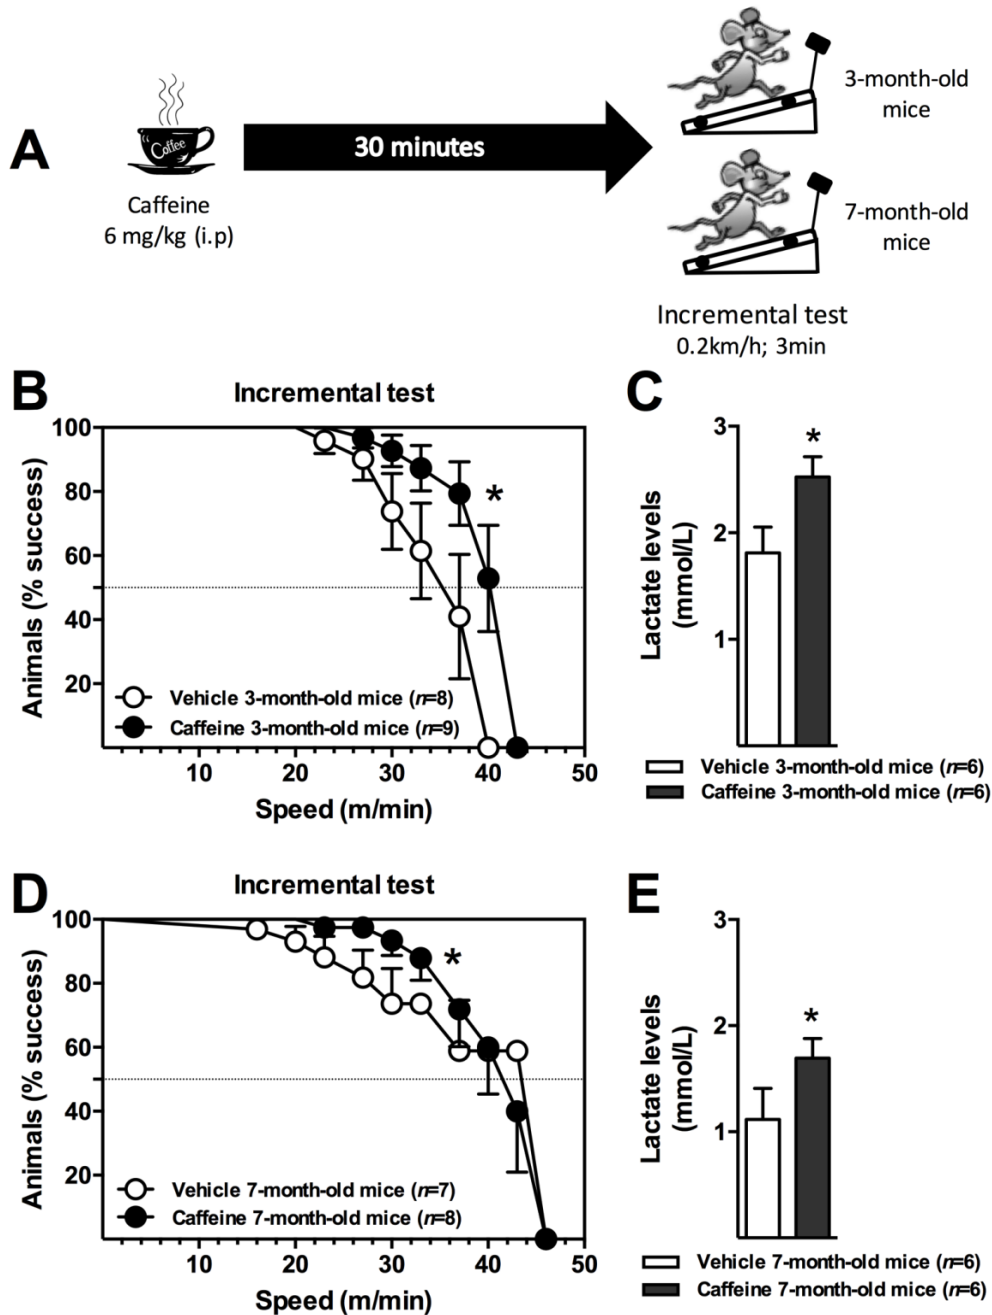 A
Coffee
Caffeine
6 mg/kg (i.p)
30 minutes
3-month-old
mice
7-month-old
mice
Incremental test
0.2km/h; 3min
B
Incremental test
Animals (% success)
100
80
60
40
20
Vehicle 3-month-old mice (n=8)
Caffeine 3-month-old mice (n=9)
*
10 20 30 40 50
Speed (m/min)
C
Lactate levels
(mmol/L)
3
2
1
*
Vehicle 3-month-old mice (n=6)
Caffeine 3-month-old mice (n=6)
D
Incremental test
Animals (% success)
100
80
60
40
20
*
Vehicle 7-month-old mice (n=7)
Caffeine 7-month-old mice (n=8)
10 20 30 40 50
Speed (m/min)
E
Lactate levels
(mmol/L)
3
2
1
*
Vehicle 7-month-old mice (n=6)
Caffeine 7-month-old mice (n=6)